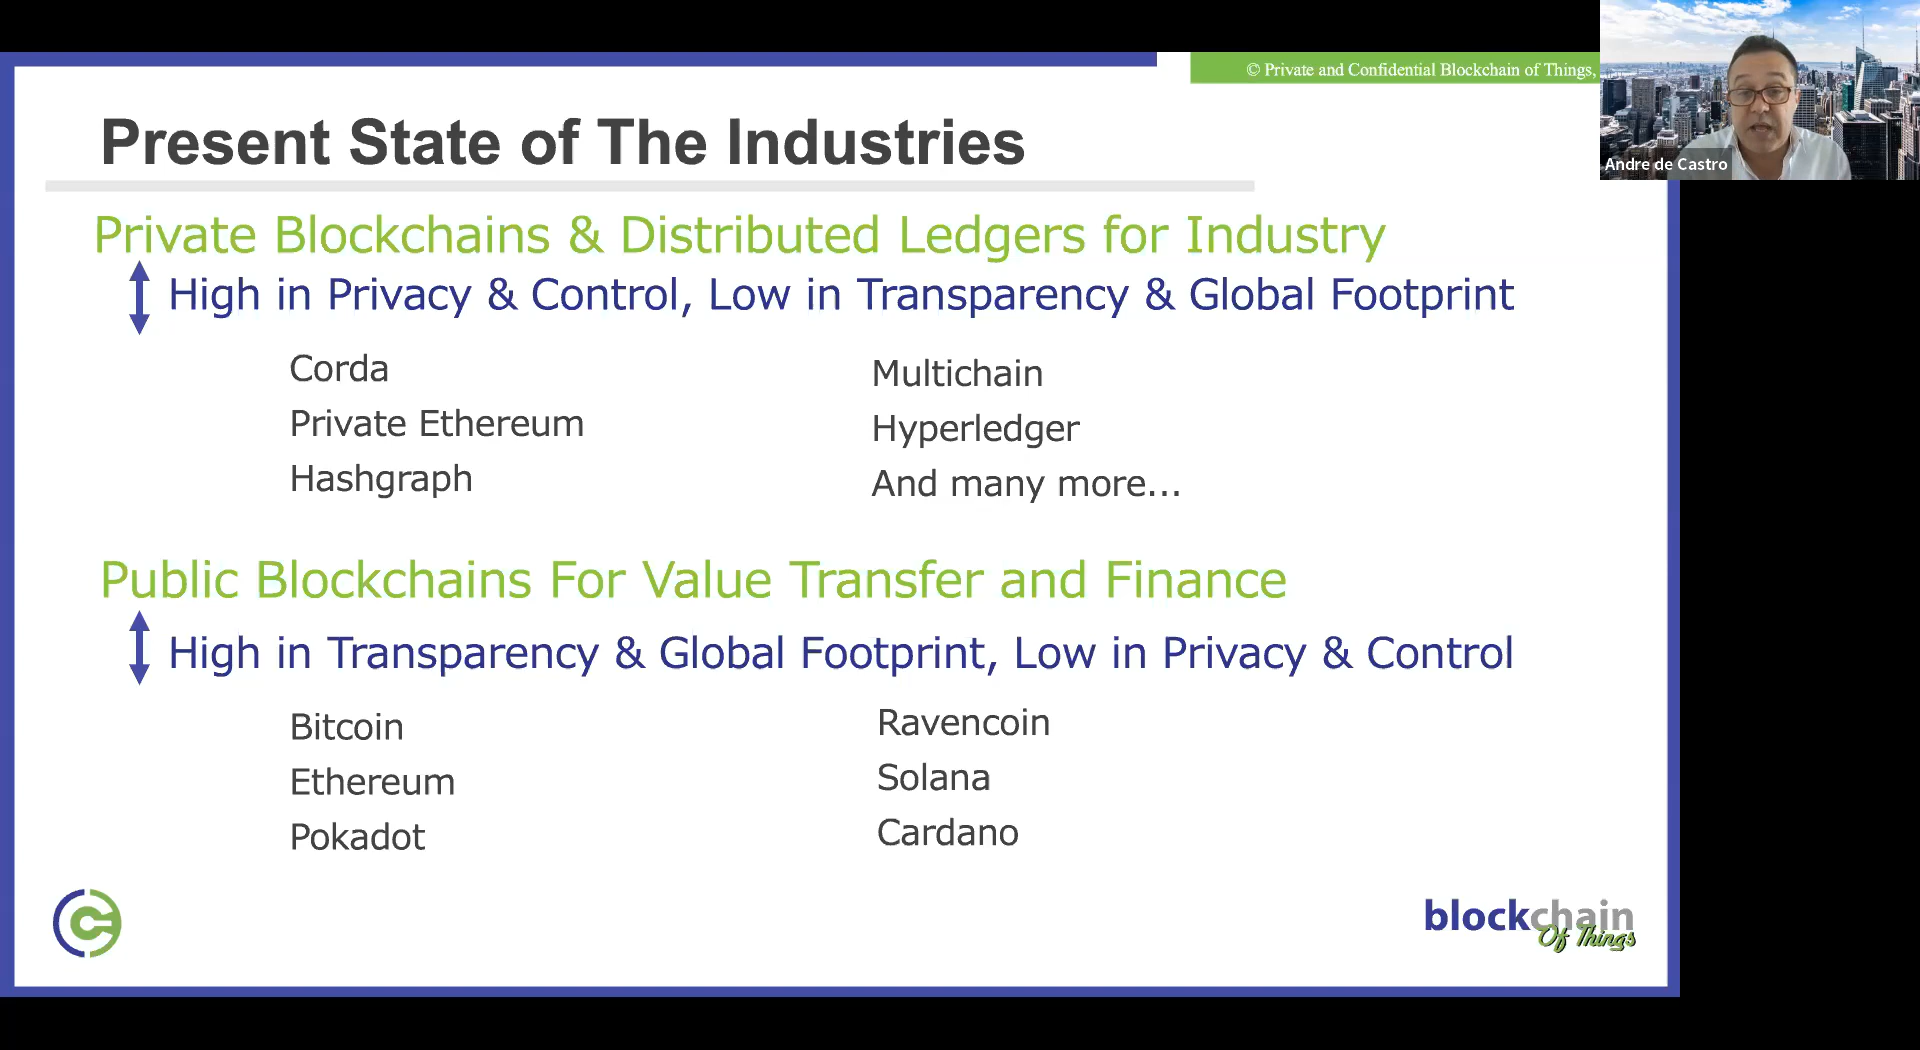 © Private and Confidential Blockchain of Things,
Andre de Castro
Present State of The Industries
Private Blockchains & Distributed Ledgers for Industry
High in Privacy & Control, Low in Transparency & Global Footprint
Corda
Private Ethereum
Hashgraph
Multichain
Hyperledger
And many more...
Public Blockchains For Value Transfer and Finance
High in Transparency & Global Footprint, Low in Privacy & Control
Bitcoin
Ethereum
Pokadot
Ravencoin
Solana
Cardano
blockchain
Of Things